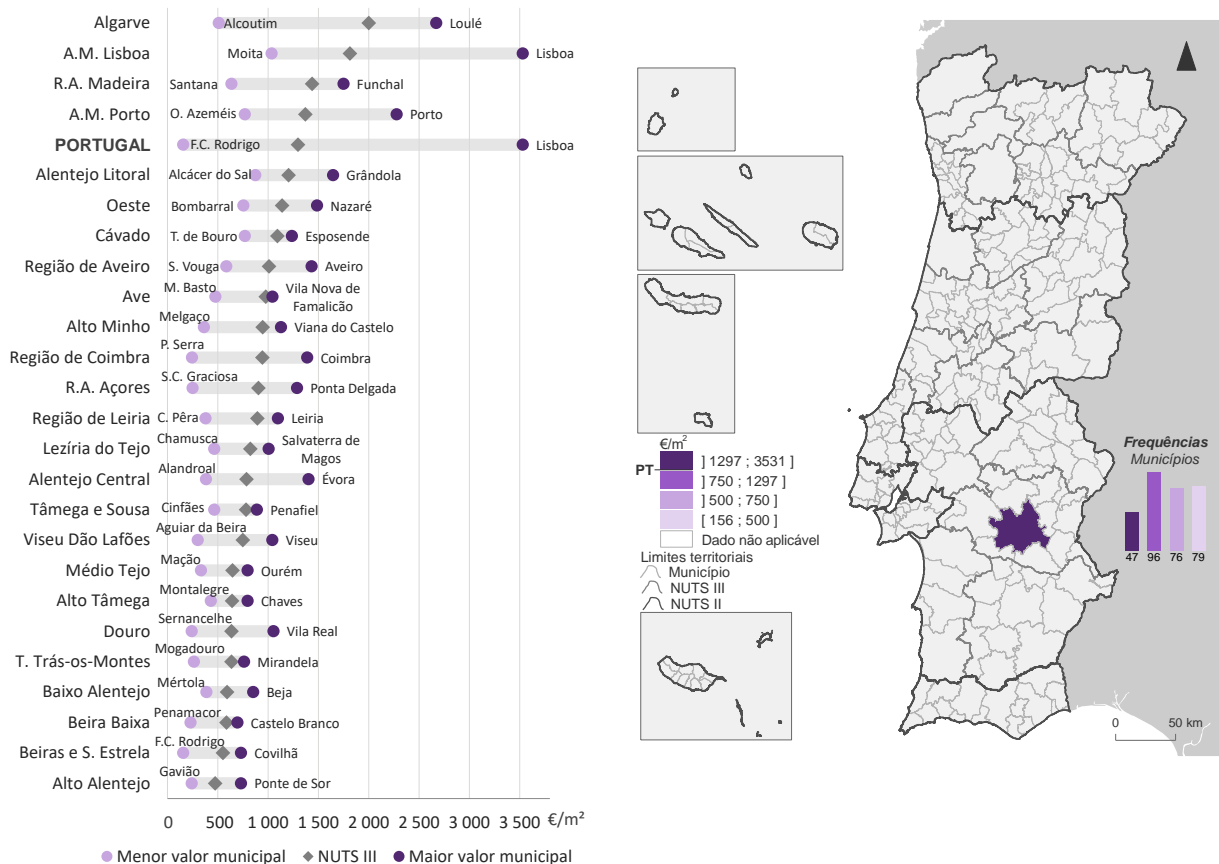 Algarve
Alcoutim
Loulé
A.M. Lisboa
Moita
Lisboa
R.A. Madeira
Santana
Funchal
A.M. Porto
O. Azeméis
Porto
PORTUGAL
F.C. Rodrigo
Lisboa
Alentejo Litoral
Alcácer do Sal
Grândola
Oeste
Bombarral
Nazaré
Cávado
T. de Bouro
Esposende
Região de Aveiro
S. Vouga
Aveiro
Ave
M. Basto
Vila Nova de
Famalicão
Alto Minho
Melgaço
Viana do Castelo
Região de Coimbra
P. Serra
Coimbra
R.A. Açores
S.C. Graciosa
Ponta Delgada
Região de Leiria
C. Pêra
Leiria
Lezíria do Tejo
Chamusca
Salvaterra de
Magos
Alentejo Central
Alandroal
Évora
Tâmega e Sousa
Cinfães
Penafiel
Viseu Dão Lafões
Aguiar da Beira
Viseu
Médio Tejo
Mação
Ourém
Alto Tâmega
Montalegre
Chaves
Douro
Sernancelhe
Vila Real
T. Trás-os-Montes
Mogadouro
Mirandela
Baixo Alentejo
Mértola
Beja
Beira Baixa
Penamacor
Castelo Branco
Beiras e S. Estrela
F.C. Rodrigo
Covilhã
Alto Alentejo
Gavião
Ponte de Sor
0 500 1 000 1 500 2 000 2 500 3 000 3 500 €/m²
Menor valor municipal NUTS III Maior valor municipal
€/m²
PT
] 1297 ; 3531 ]
] 750 ; 1297 ]
] 500 ; 750 ]
[ 156 ; 500 ]
Dado não aplicável
Limites territoriais
Município
NUTS III
NUTS II
Frequências
Municípios
47 96 76 79
0 50 km